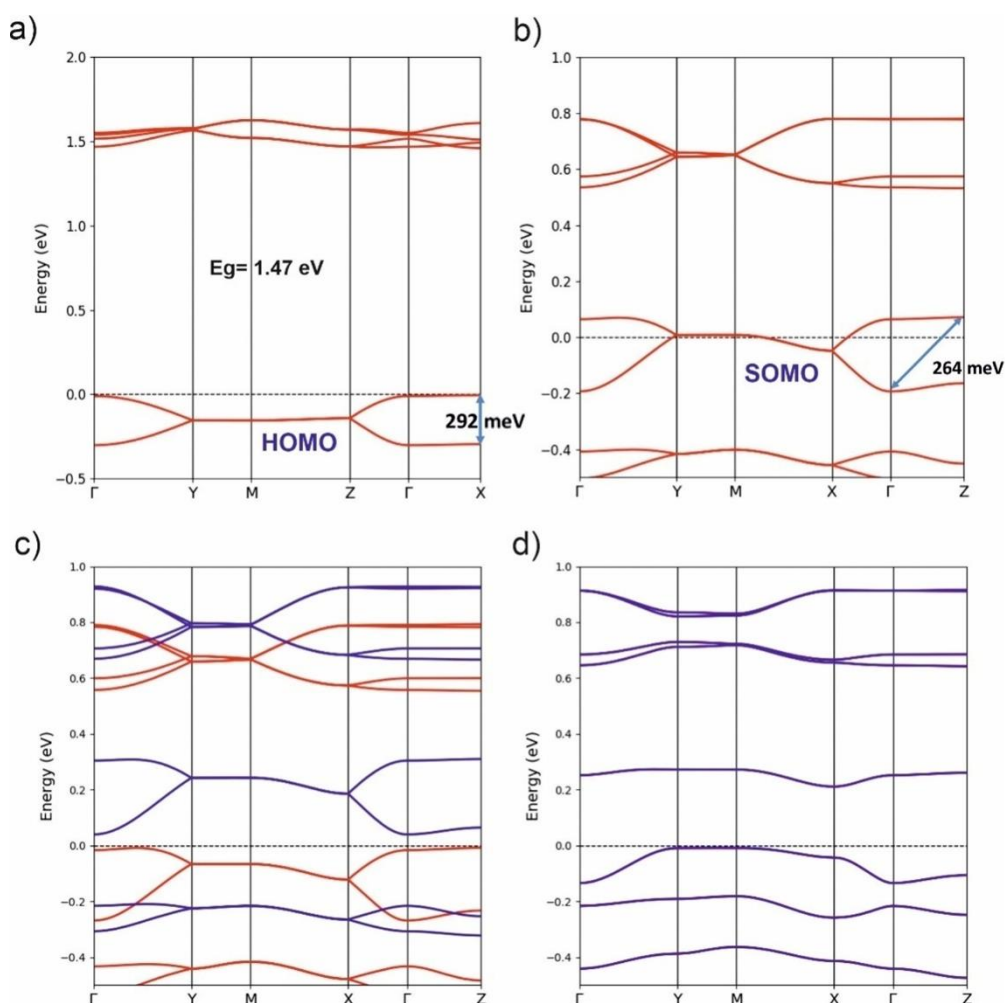 a)
2.0
1.5
1.0
0.5
0.0
−0.5
Energy (eV)
Eg= 1.47 eV
292 meV
HOMO
Γ Y M Z Γ X
b)
1.0
0.8
0.6
0.4
0.2
0.0
−0.2
−0.4
Energy (eV)
SOMO
264 meV
Γ Y M X Γ Z
c)
1.0
0.8
0.6
0.4
0.2
0.0
−0.2
−0.4
Energy (eV)
Γ Y M X Γ Z
d)
1.0
0.8
0.6
0.4
0.2
0.0
−0.2
−0.4
Energy (eV)
Γ Y M X Γ Z